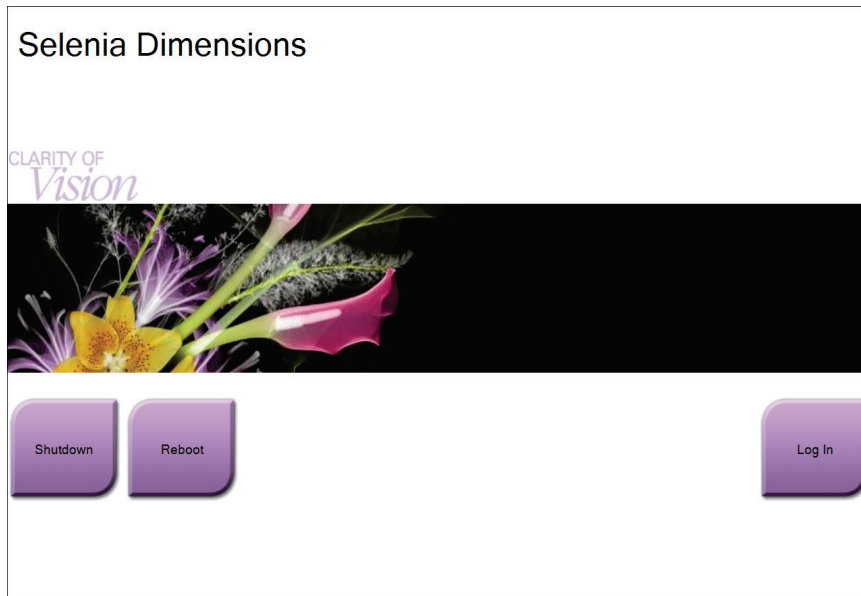 Selenia Dimensions
CLARITY OF
Vision
Shutdown
Reboot
Log In